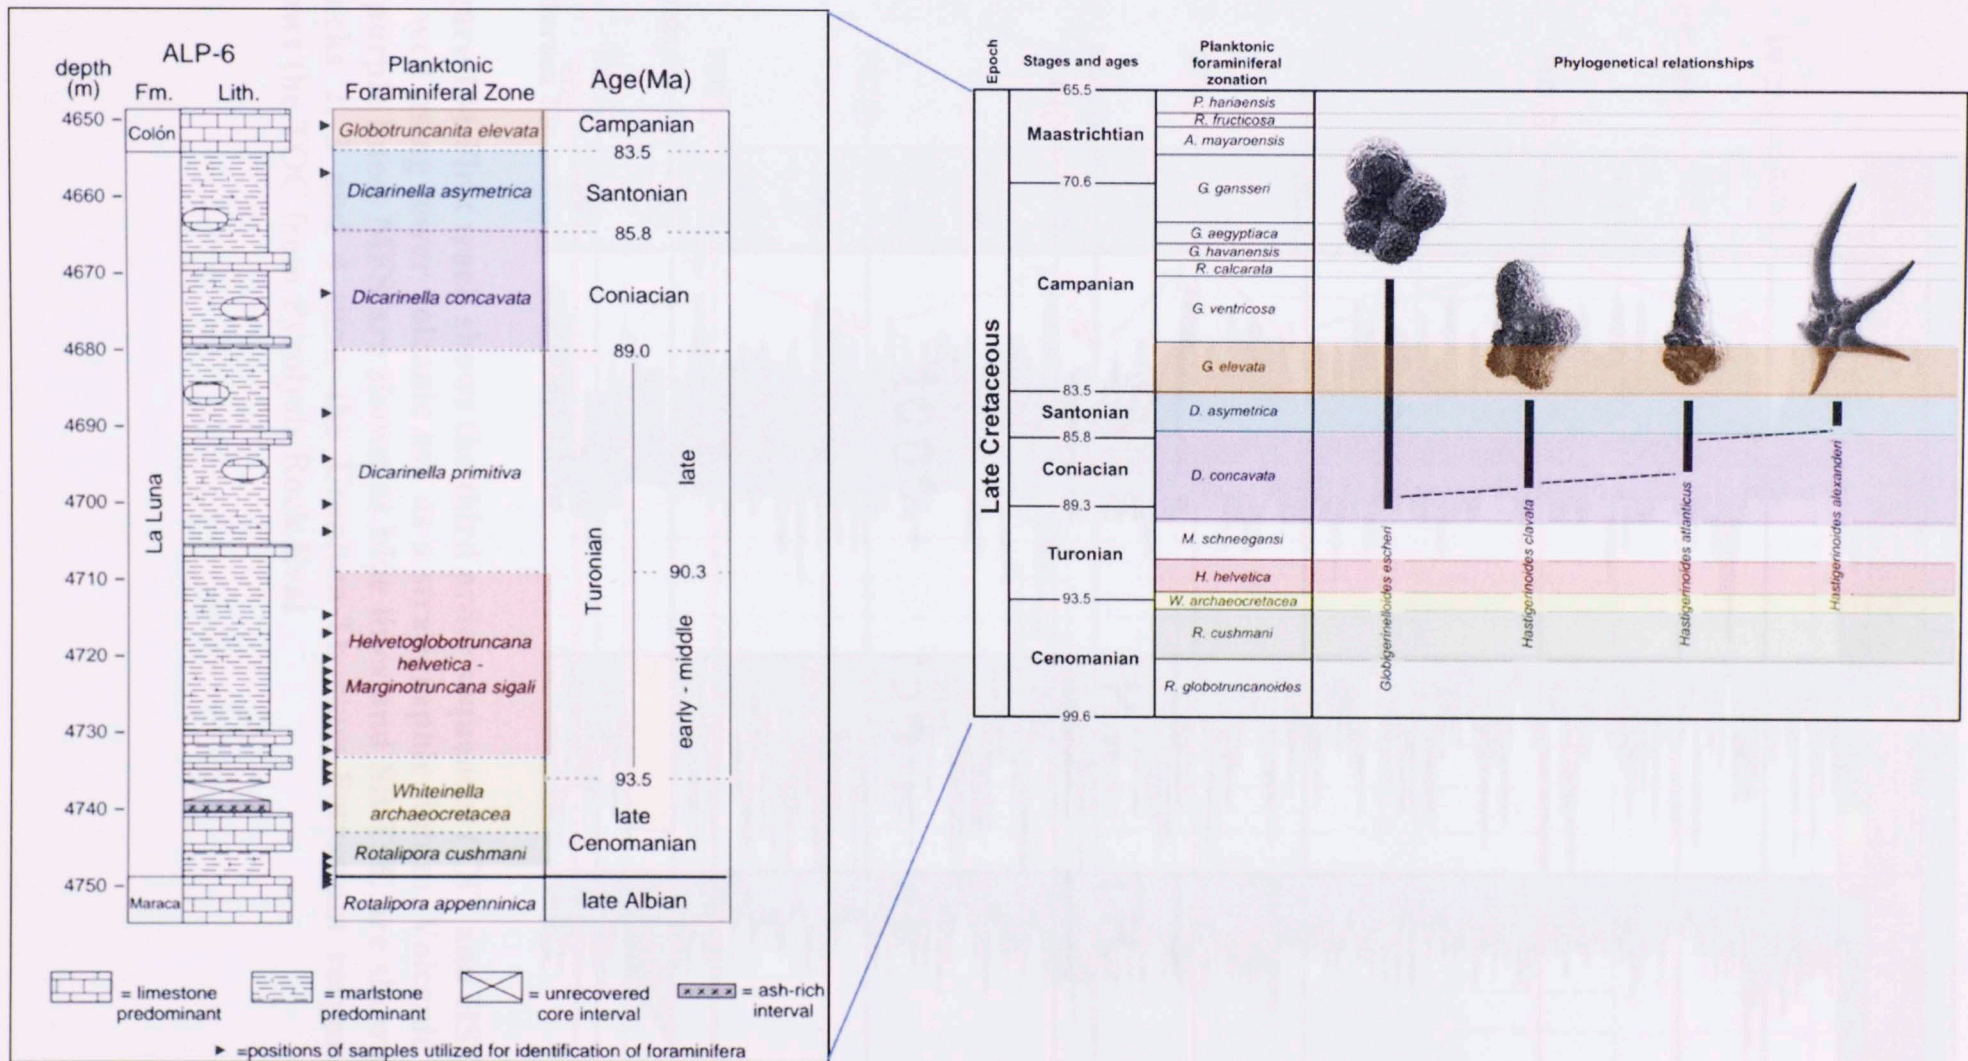 ALP-6
depth
(m)
Fm.
Lith.
Planktonic
Foraminiferal Zone
Age(Ma)
4650
4660
4670
4680
4690
4700
4710
4720
4730
4740
4750
Colón
La Luna
Maraca
Globotruncanita elevata
Dicarinella asymetrica
Dicarinella concavata
Dicarinella primitiva
Helvetoglobotruncana
helvetica -
Marginotruncana sigali
Whiteinella
archaeocretacea
Rotalipora cushmani
Rotalipora appenninica
Campanian
83.5
Santonian
85.8
Coniacian
89.0
Turonian
late
90.3
early - middle
93.5
late
Cenomanian
late Albian
= limestone
predominant
= marlstone
predominant
= unrecovered
core interval
= ash-rich
interval
=positions of samples utilized for identification of foraminifera
Epoch
Stages and ages
Planktonic
foraminiferal
zonation
Phylogenetical relationships
Late Cretaceous
65.5
Maastrichtian
70.6
Campanian
83.5
Santonian
85.8
Coniacian
89.3
Turonian
93.5
Cenomanian
99.6
P. hariaensis
R. fructicosa
A. mayaroensis
G. gansseri
G. aegyptiaca
G. havanensis
R. calcarata
G. ventricosa
G. elevata
D. asymetrica
D. concavata
M. schneegansi
H. helvetica
W. archaeocretacea
R. cushmani
R. globotruncanoides
Globigerinelloides escheri
Hastigerinoides clavata
Hastigerinoides atlanticus
Hastigerinoides alexanderi